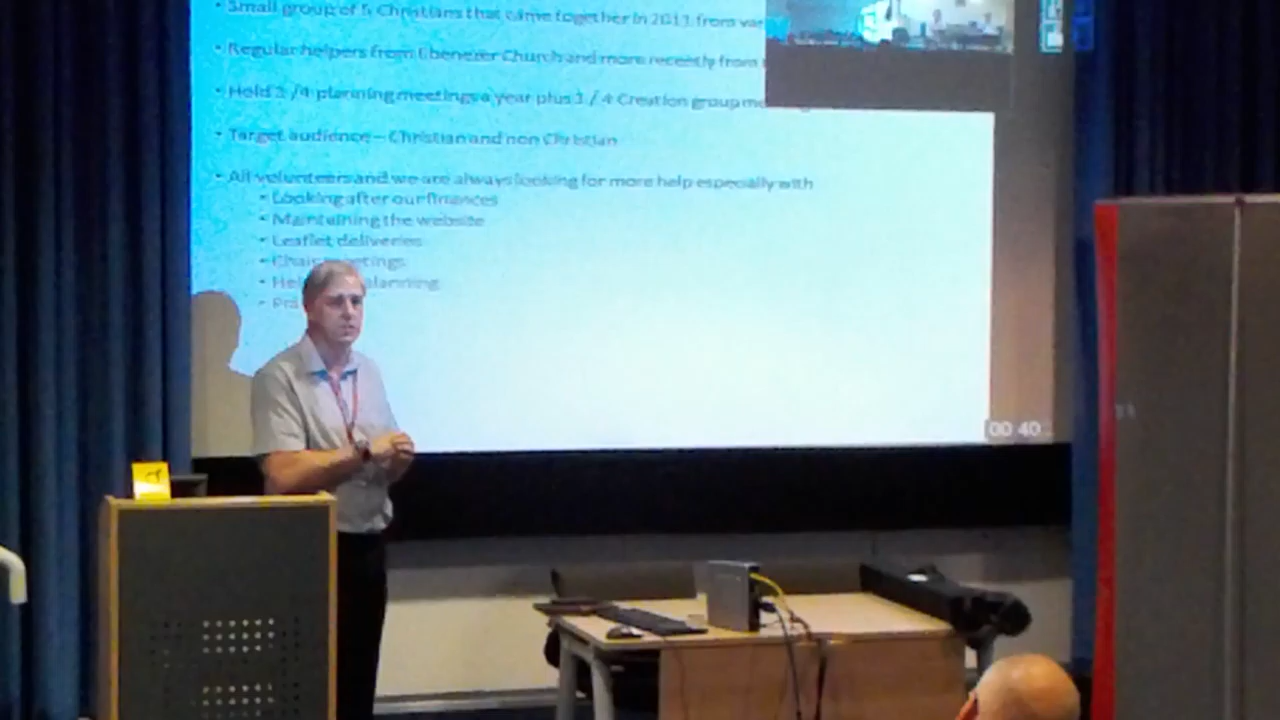 • Small group of 5 Christians that came together in 2013 from
• Regular helpers from Ebenezer Church and more recently from
• Hold 3 /4 planning meetings a year plus 3 / 4 Creation group
• Target audience – Christian and non Christian
• All volunteers and we are always looking for more help especially with
• Looking after our finances
• Maintaining the website
• Leaflet deliveries
• meetings
• planning
00 40